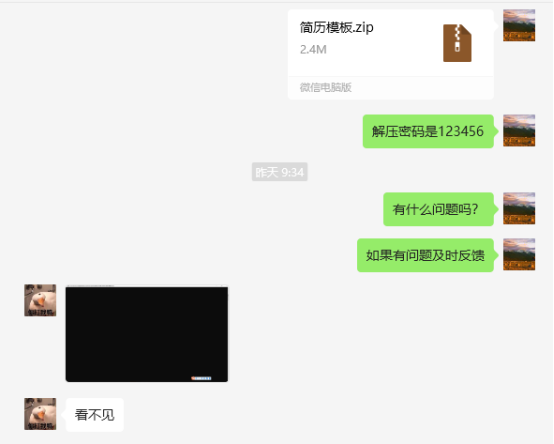 简历模板.zip
2.4M
微信电脑版
解压密码是123456
昨天 9:34
有什么问题吗？
如果有问题及时反馈
看不见